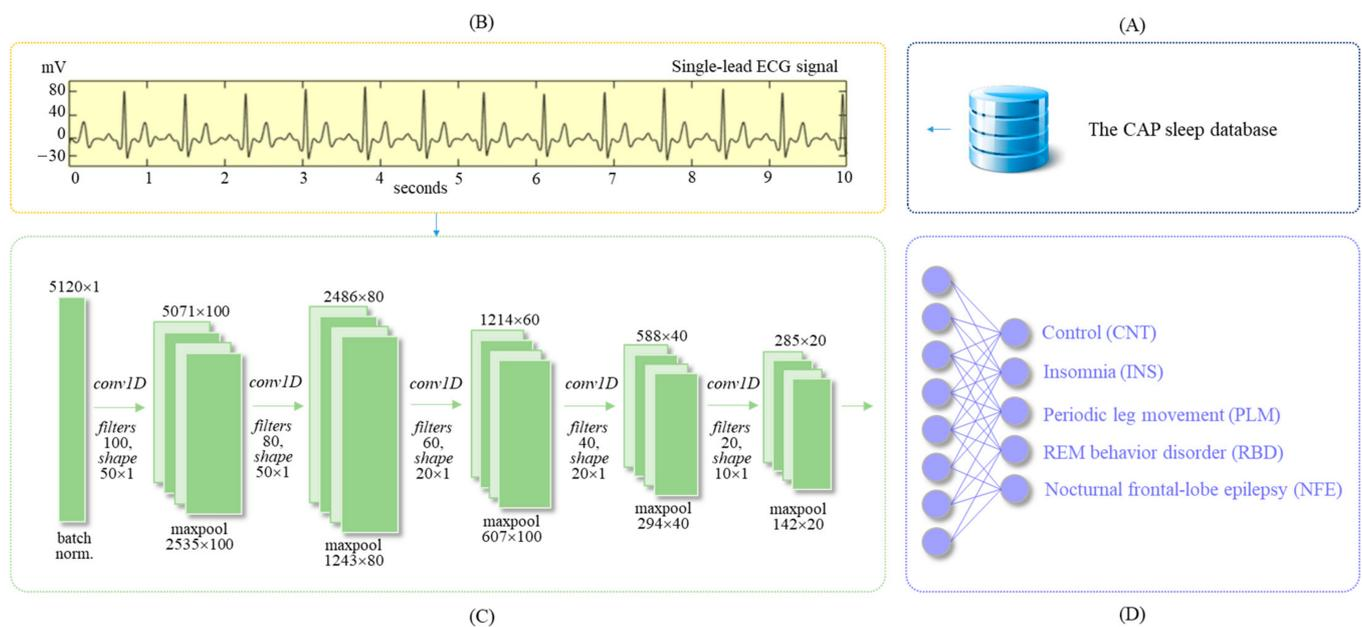 (B)
mV
Single-lead ECG signal
80
40
0
−30
0 1 2 3 4 5 6 7 8 9 10
seconds
(A)
The CAP sleep database
5120×1
batch
norm.
conv1D
filters
100,
shape
50×1
5071×100
maxpool
2535×100
conv1D
filters
80,
shape
50×1
2486×80
maxpool
1243×80
conv1D
filters
60,
shape
20×1
1214×60
maxpool
607×100
conv1D
filters
40,
shape
20×1
588×40
maxpool
294×40
conv1D
filters
20,
shape
10×1
285×20
maxpool
142×20
(C)
Control (CNT)
Insomnia (INS)
Periodic leg movement (PLM)
REM behavior disorder (RBD)
Nocturnal frontal-lobe epilepsy (NFE)
(D)